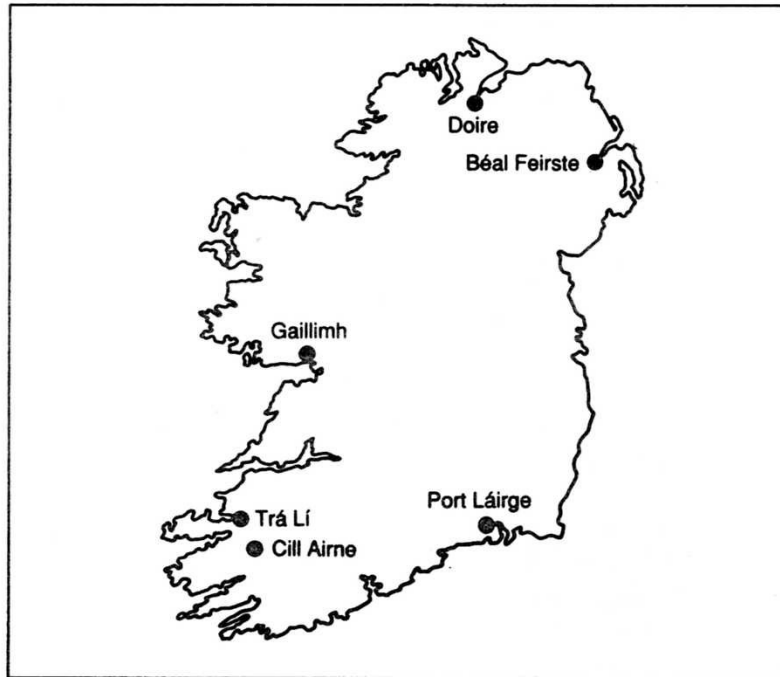 Doire
Béal Feirste
Gaillimh
Port Láirge
Trá Lí
Cill Airne